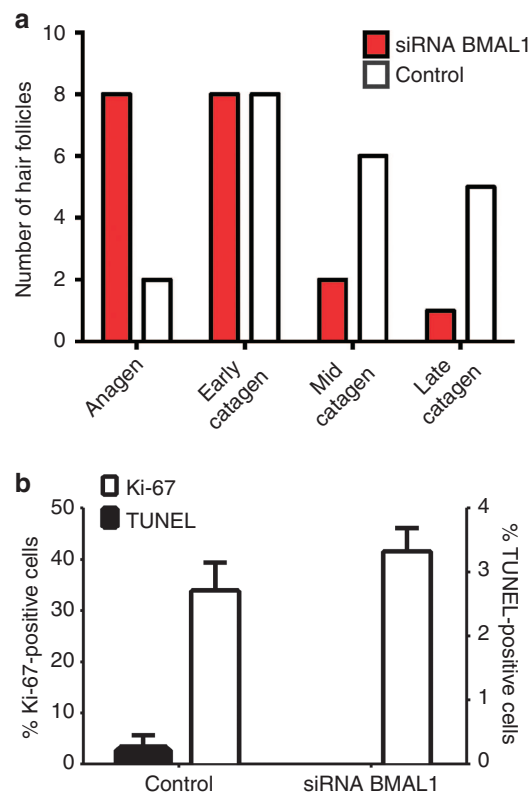 a
siRNA BMAL1
Control
Number of hair follicles
10
8
6
4
2
0
Anagen
Early
catagen
Mid
catagen
Late
catagen
b
Ki-67
TUNEL
% Ki-67-positive cells
50
40
30
20
10
0
% TUNEL-positive cells
4
3
2
1
0
Control
siRNA BMAL1